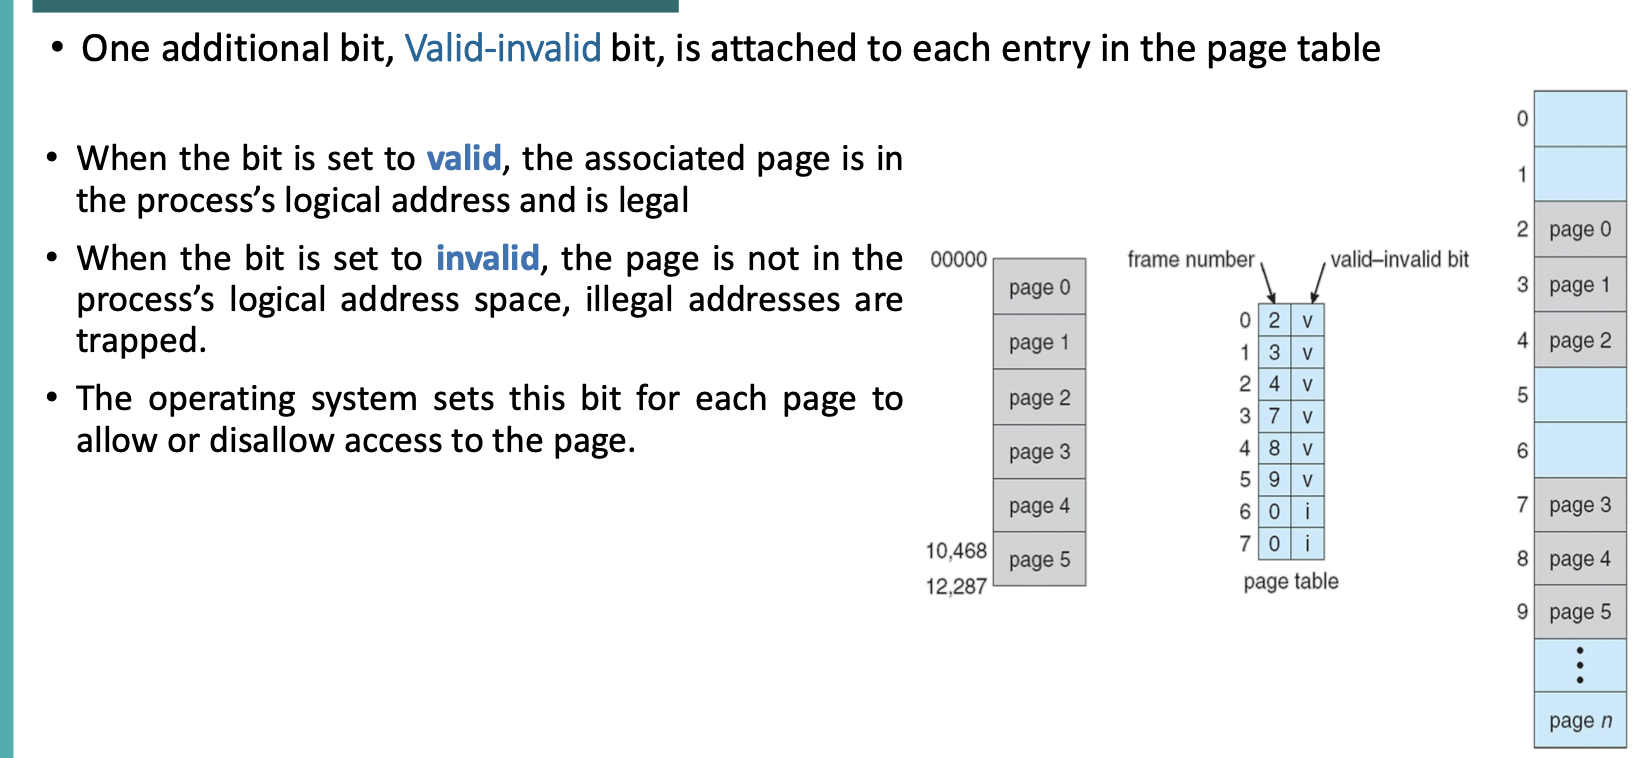 • One additional bit, Valid-invalid bit, is attached to each entry in the page table
• When the bit is set to valid, the associated page is in
the process’s logical address and is legal
• When the bit is set to invalid, the page is not in the
process’s logical address space, illegal addresses are
trapped.
• The operating system sets this bit for each page to
allow or disallow access to the page.
00000
page 0
page 1
page 2
page 3
page 4
10,468
page 5
12,287
frame number
valid–invalid bit
0 2 v
1 3 v
2 4 v
3 7 v
4 8 v
5 9 v
6 0 i
7 0 i
page table
0
1
2 page 0
3 page 1
4 page 2
5
6
7 page 3
8 page 4
9 page 5
page n